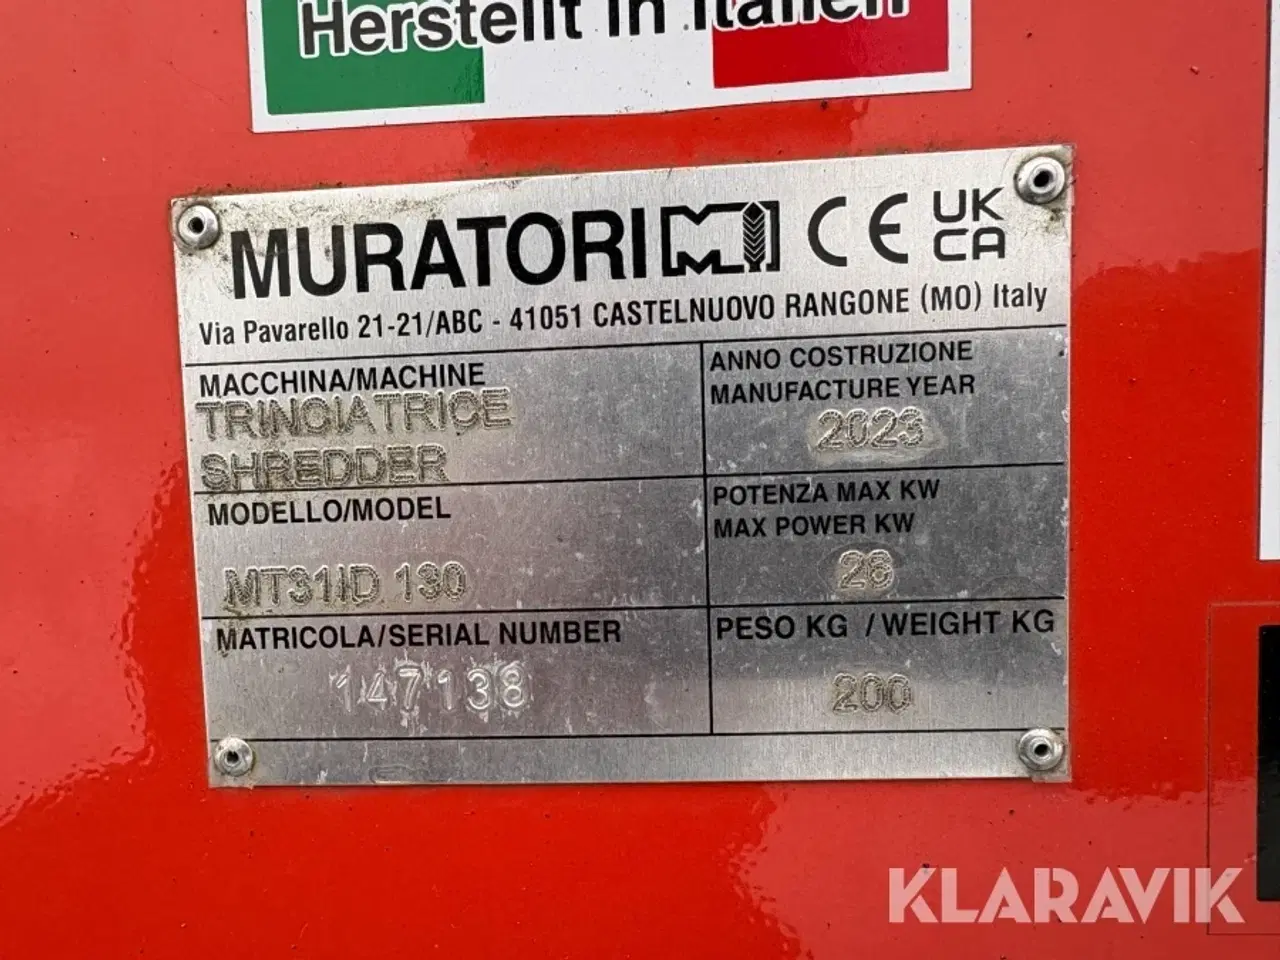 Herstellt in Italien
MURATORI CE UK CA
Via Pavarello 21-21/ABC - 41051 CASTELNUOVO RANGONE (MO) Italy
MACCHINA/MACHINE
TRINCIATRICE
SHREDDER
ANNO COSTRUZIONE
MANUFACTURE YEAR
2023
MODELLO/MODEL
MT31ID 130
POTENZA MAX KW
MAX POWER KW
26
MATRICOLA/SERIAL NUMBER
147138
PESO KG / WEIGHT KG
200
KLARAVIK